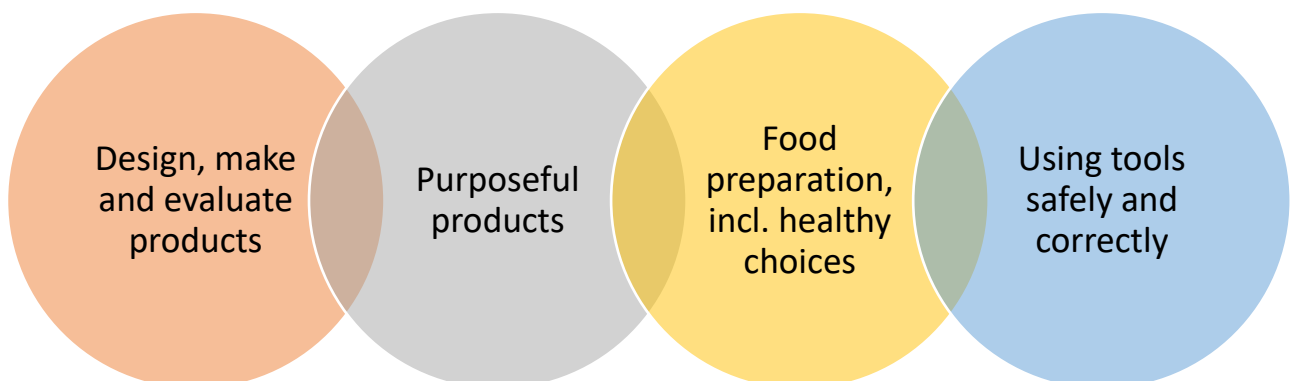 Design, make
and evaluate
products
Purposeful
products
Food
preparation,
incl. healthy
choices
Using tools
safely and
correctly